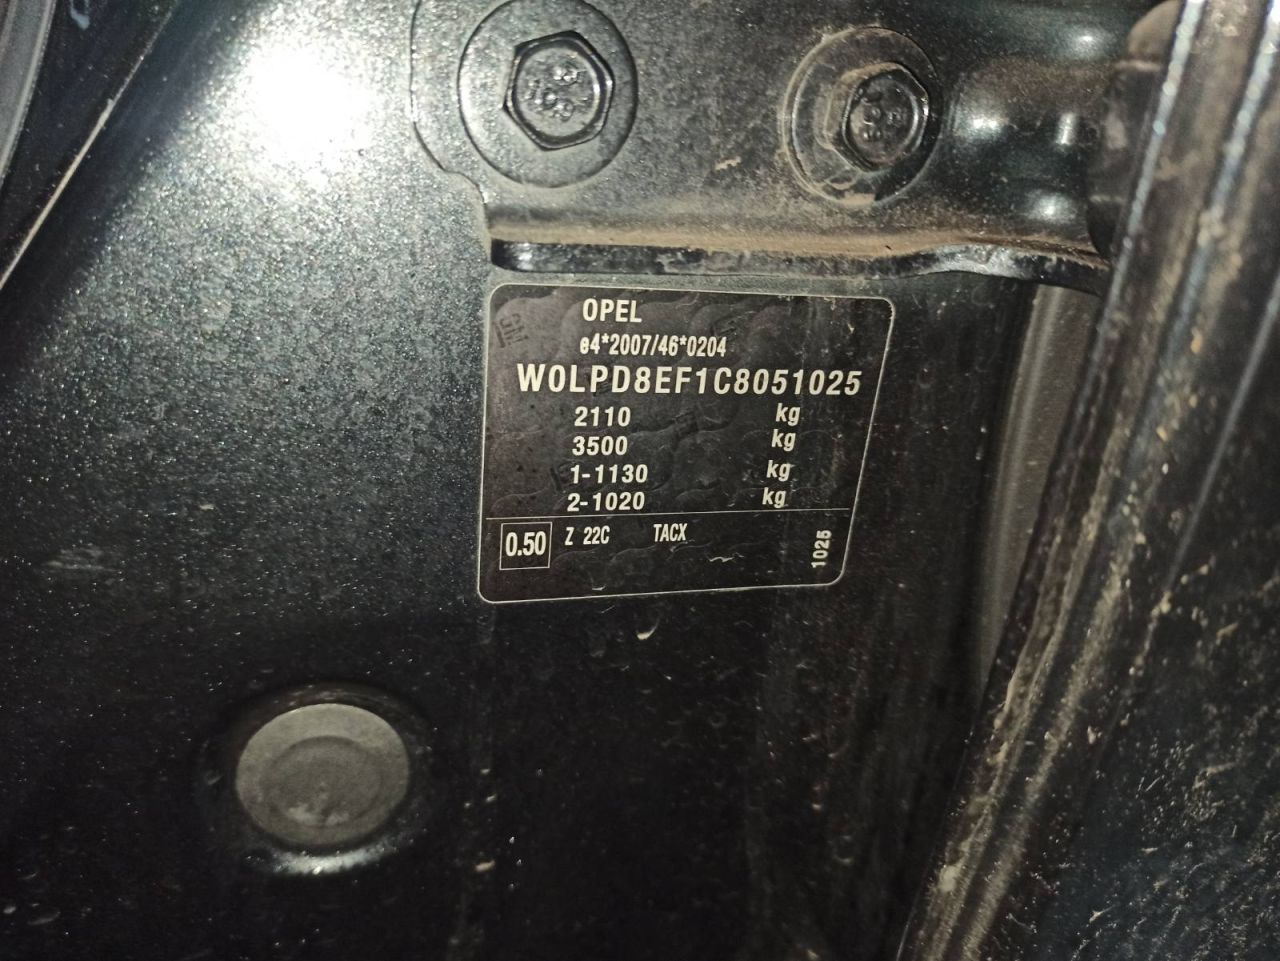 OPEL
e4*2007/46*0204
W0LPD8EF1C8051025
2110 kg
3500 kg
1-1130 kg
2-1020 kg
0.50 Z 22C TACX
1025